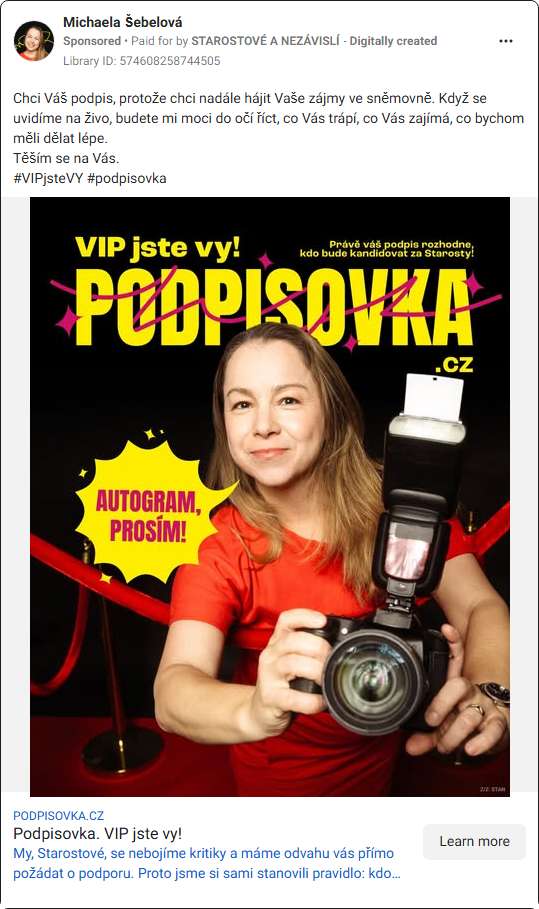 Michaela Šebelová
Sponsored • Paid for by STAROSTOVÉ A NEZÁVISLÍ - Digitally created
Library ID: 574608258744505
Chci Váš podpis, protože chci nadále hájit Vaše zájmy ve sněmovně. Když se
uvidíme na živo, budete mi moci do očí říct, co Vás trápí, co Vás zajímá, co bychom
měli dělat lépe.
Těším se na Vás.
#VIPjsteVY #podpisovka
VIP jste vy!
Právě váš podpis rozhodne,
kdo bude kandidovat za Starosty!
PODPISOVKA
.cz
AUTOGRAM,
PROSÍM!
Z/Z: STAN
PODPISOVKA.CZ
Podpisovka. VIP jste vy!
My, Starostové, se nebojíme kritiky a máme odvahu vás přímo
požádat o podporu. Proto jsme si sami stanovili pravidlo: kdo…
Learn more